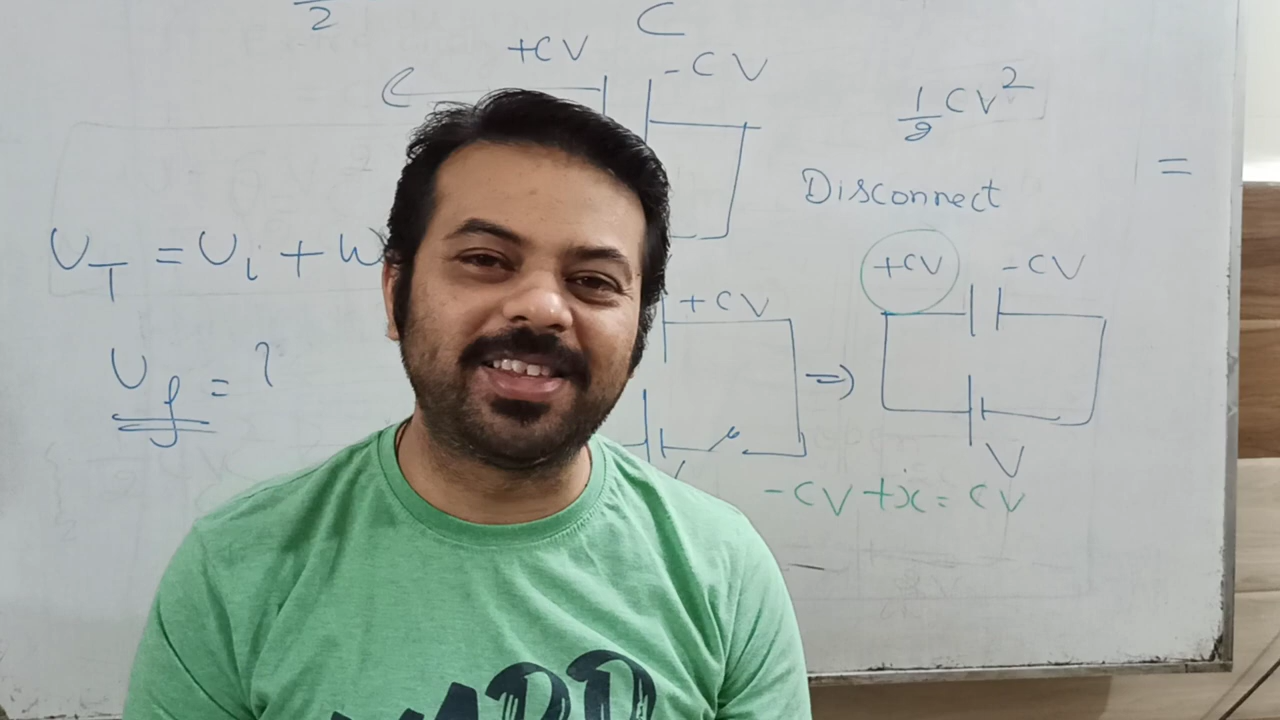 2
C
+CV
-CV
1/2 CV²
=
Disconnect
U_T = U_i + W
+CV
-CV
+CV
U_f = ?
=>
V
-CV + x = CV